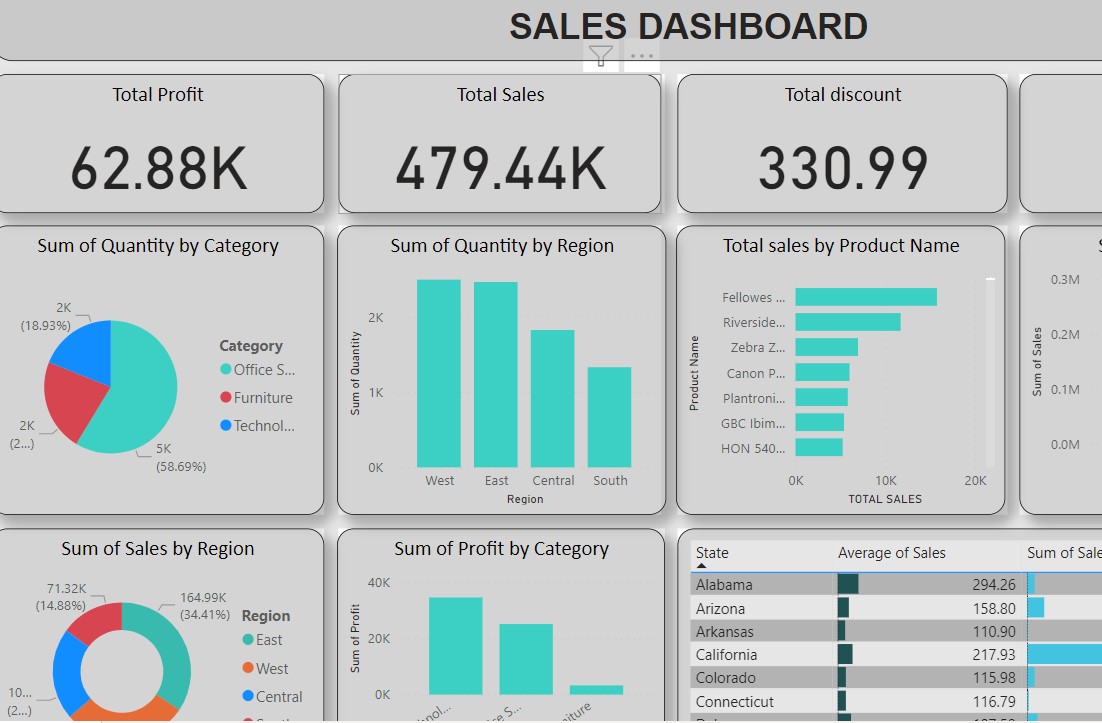 SALES DASHBOARD
Total Profit
62.88K
Total Sales
479.44K
Total discount
330.99
Sum of Quantity by Category
2K
(18.93%)
2K
(2...)
5K
(58.69%)
Category
Office S...
Furniture
Technol...
Sum of Quantity by Region
Sum of Quantity
2K
1K
0K
West East Central South
Region
Total sales by Product Name
Product Name
Fellowes ...
Riverside...
Zebra Z...
Canon P...
Plantroni...
GBC Ibim...
HON 540...
0K 10K 20K
TOTAL SALES
S
Sum of Sales
0.3M
0.2M
0.1M
0.0M
Sum of Sales by Region
71.32K
(14.88%)
164.99K
(34.41%)
10...
(2...)
Region
East
West
Central
Sum of Profit by Category
Sum of Profit
40K
20K
0K
nol...
ce S...
niture
State Average of Sales Sum of Sale
Alabama 294.26
Arizona 158.80
Arkansas 110.90
California 217.93
Colorado 115.98
Connecticut 116.79